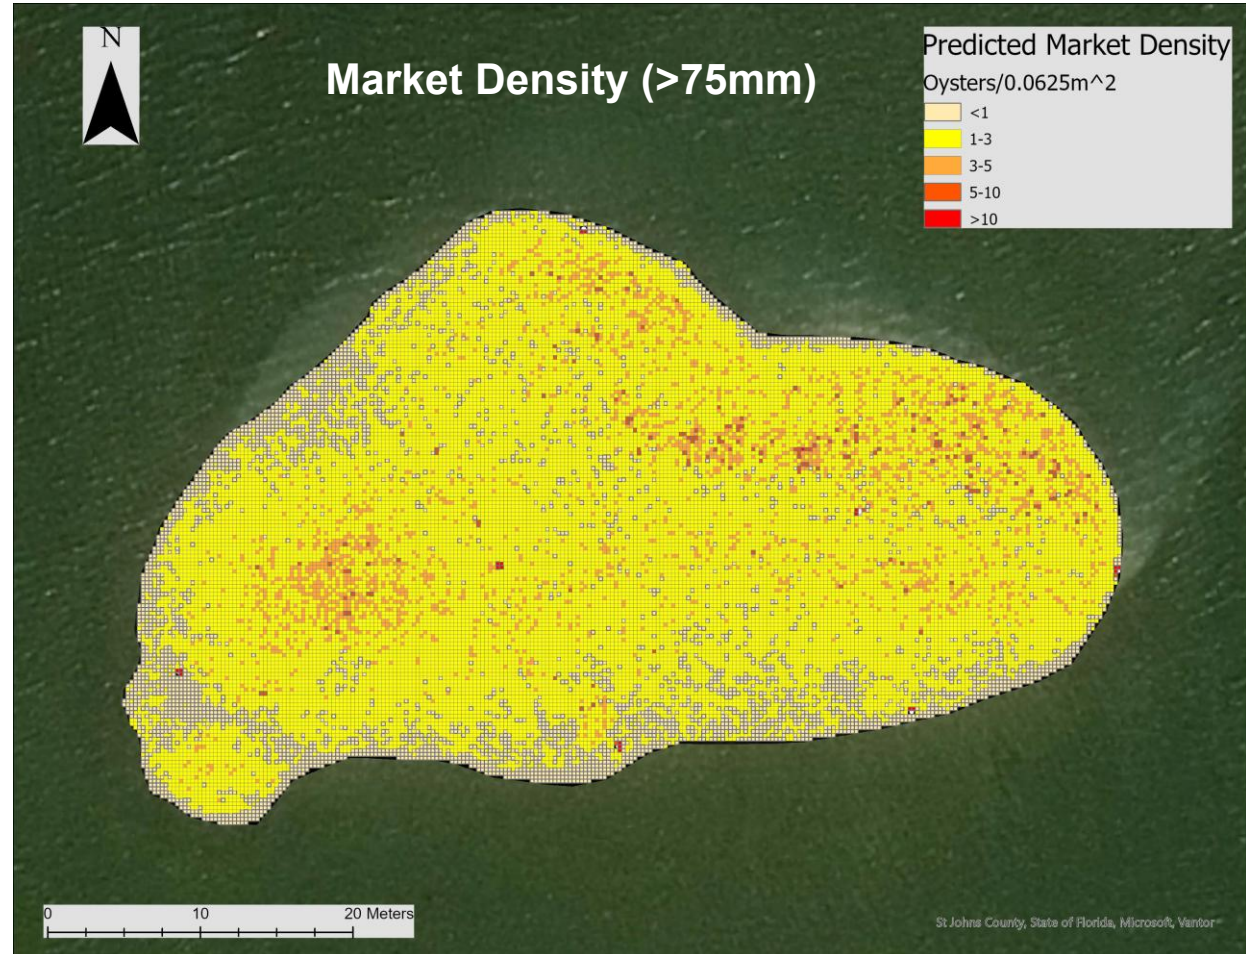 N
Market Density (>75mm)
Predicted Market Density
Oysters/0.0625m^2
<1
1-3
3-5
5-10
>10
0 10 20 Meters
St Johns County, State of Florida, Microsoft, Vantor